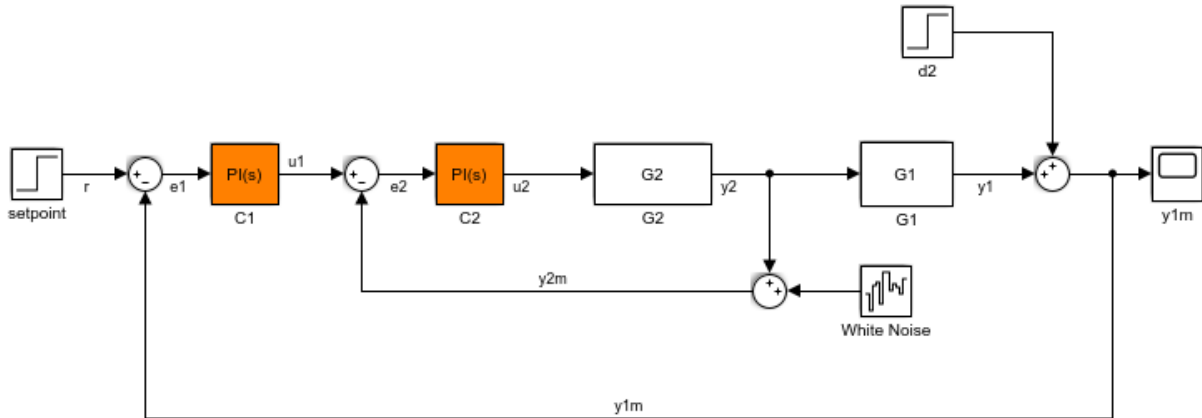 d2
setpoint
r
+
−
e1
PI(s)
C1
u1
+
−
e2
PI(s)
C2
u2
G2
G2
y2
G1
G1
y1
+
+
y1m
y2m
+
+
White Noise
y1m